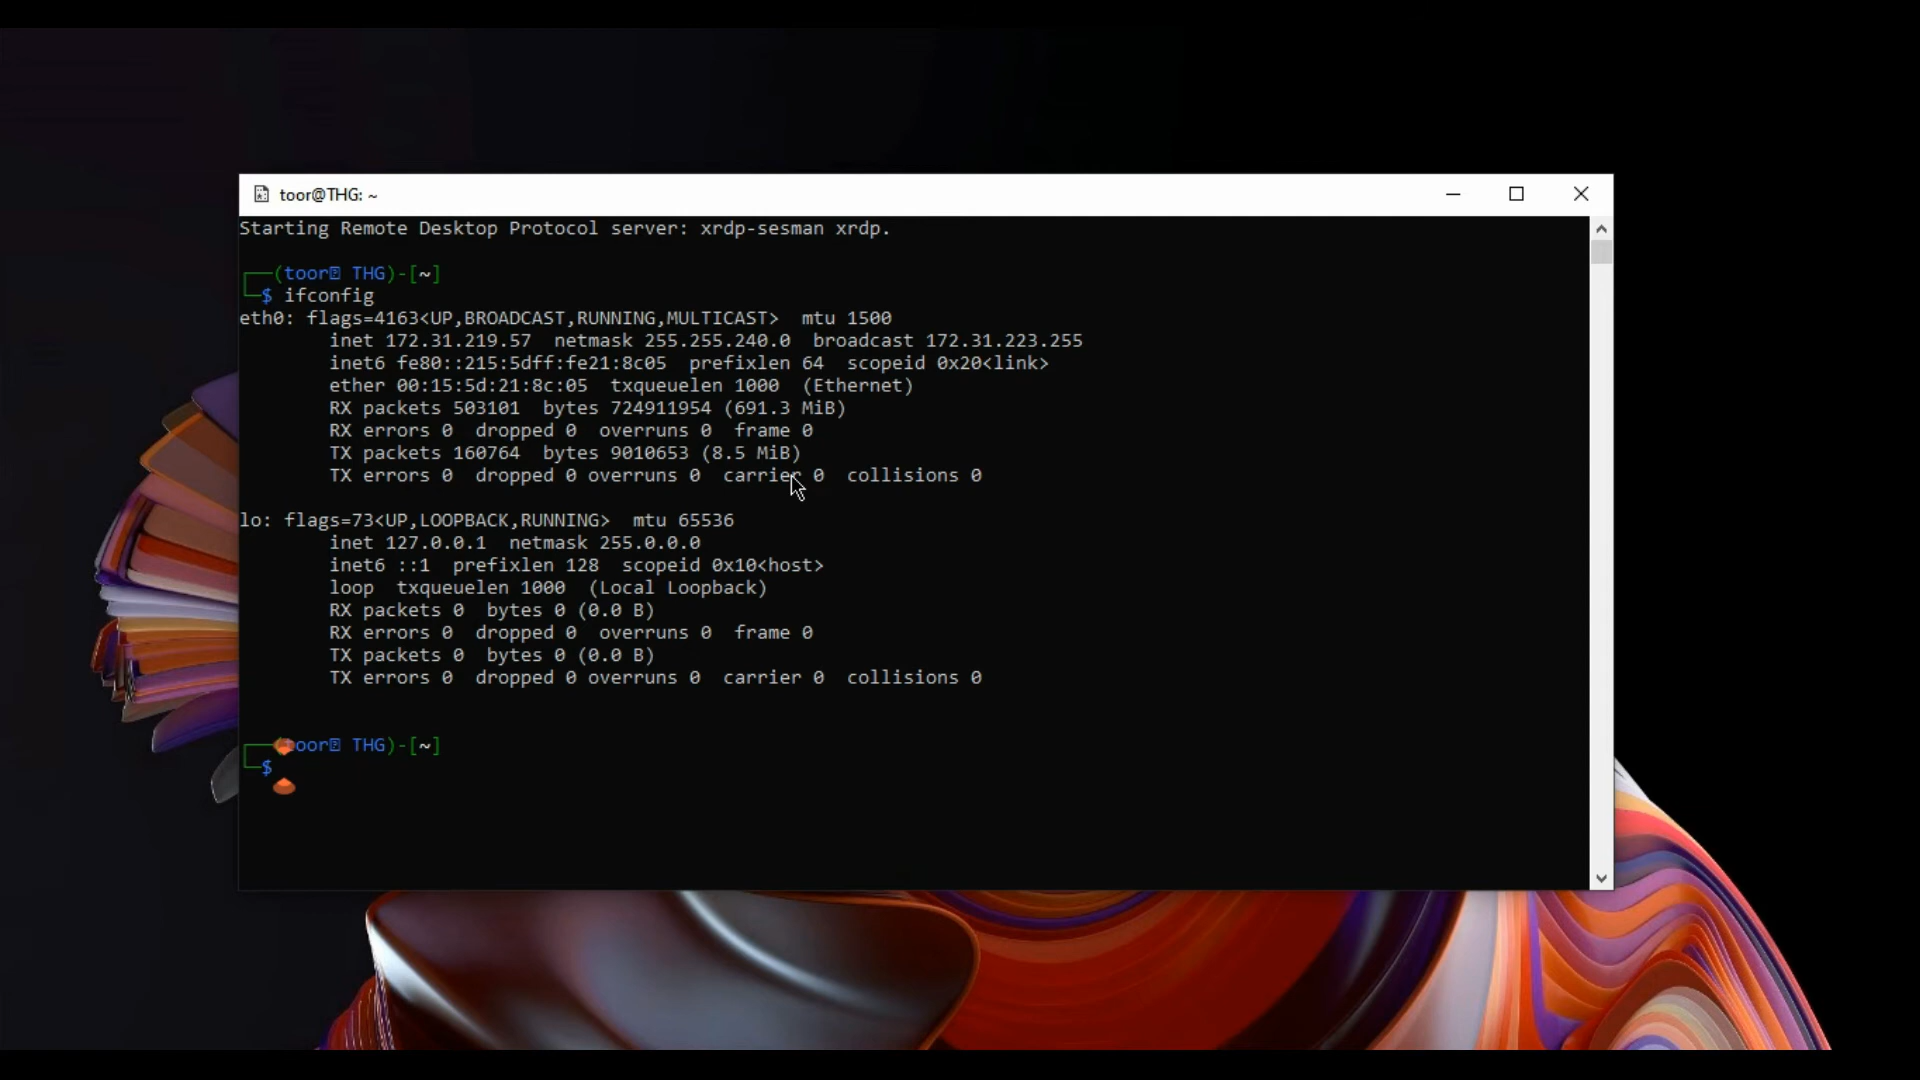 toor@THG: ~
Starting Remote Desktop Protocol server: xrdp-sesman xrdp.
┌──(toor⍰ THG)-[~]
└─$ ifconfig
eth0: flags=4163<UP,BROADCAST,RUNNING,MULTICAST>  mtu 1500
inet 172.31.219.57  netmask 255.255.240.0  broadcast 172.31.223.255
inet6 fe80::215:5dff:fe21:8c05  prefixlen 64  scopeid 0x20<link>
ether 00:15:5d:21:8c:05  txqueuelen 1000  (Ethernet)
RX packets 503101  bytes 724911954 (691.3 MiB)
RX errors 0  dropped 0  overruns 0  frame 0
TX packets 160764  bytes 9010653 (8.5 MiB)
TX errors 0  dropped 0 overruns 0  carrier 0  collisions 0
lo: flags=73<UP,LOOPBACK,RUNNING>  mtu 65536
inet 127.0.0.1  netmask 255.0.0.0
inet6 ::1  prefixlen 128  scopeid 0x10<host>
loop  txqueuelen 1000  (Local Loopback)
RX packets 0  bytes 0 (0.0 B)
RX errors 0  dropped 0  overruns 0  frame 0
TX packets 0  bytes 0 (0.0 B)
TX errors 0  dropped 0 overruns 0  carrier 0  collisions 0
┌──(toor⍰ THG)-[~]
└─$